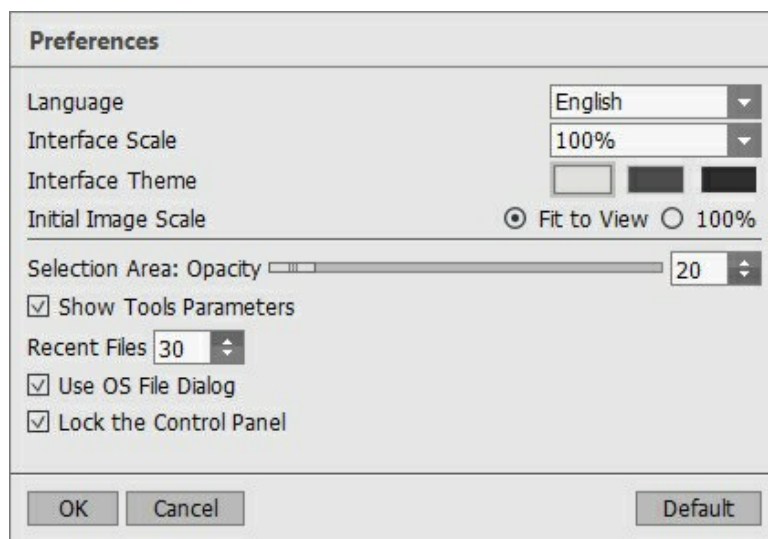 Preferences
Language English
Interface Scale 100%
Interface Theme
Initial Image Scale Fit to View 100%
Selection Area: Opacity 20
Show Tools Parameters
Recent Files 30
Use OS File Dialog
Lock the Control Panel
OK Cancel Default